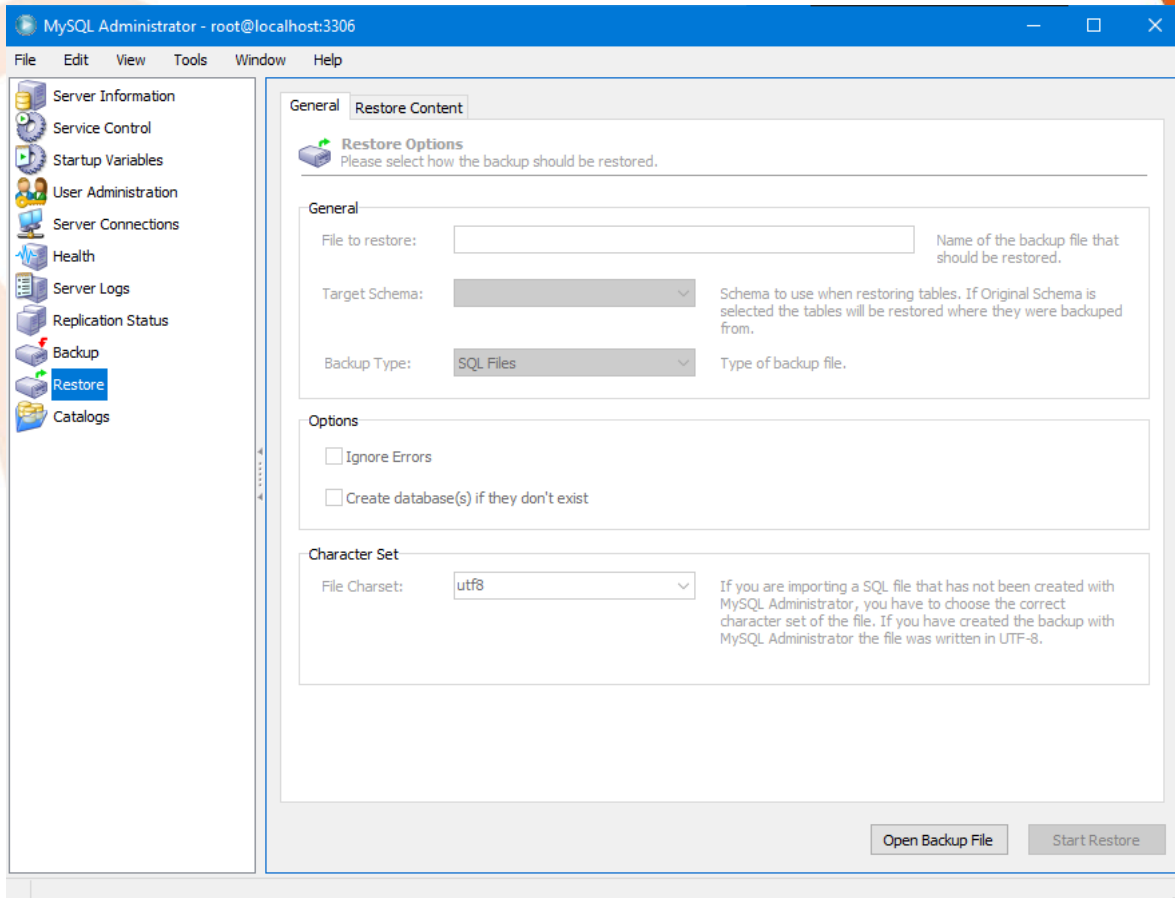 MySQL Administrator - root@localhost:3306
File Edit View Tools Window Help
Server Information
Service Control
Startup Variables
User Administration
Server Connections
Health
Server Logs
Replication Status
Backup
Restore
Catalogs
General Restore Content
Restore Options
Please select how the backup should be restored.
General
File to restore:
Name of the backup file that
should be restored.
Target Schema:
Schema to use when restoring tables. If Original Schema is
selected the tables will be restored where they were backuped
from.
Backup Type: SQL Files Type of backup file.
Options
Ignore Errors
Create database(s) if they don't exist
Character Set
File Charset: utf8
If you are importing a SQL file that has not been created with
MySQL Administrator, you have to choose the correct
character set of the file. If you have created the backup with
MySQL Administrator the file was written in UTF-8.
Open Backup File Start Restore